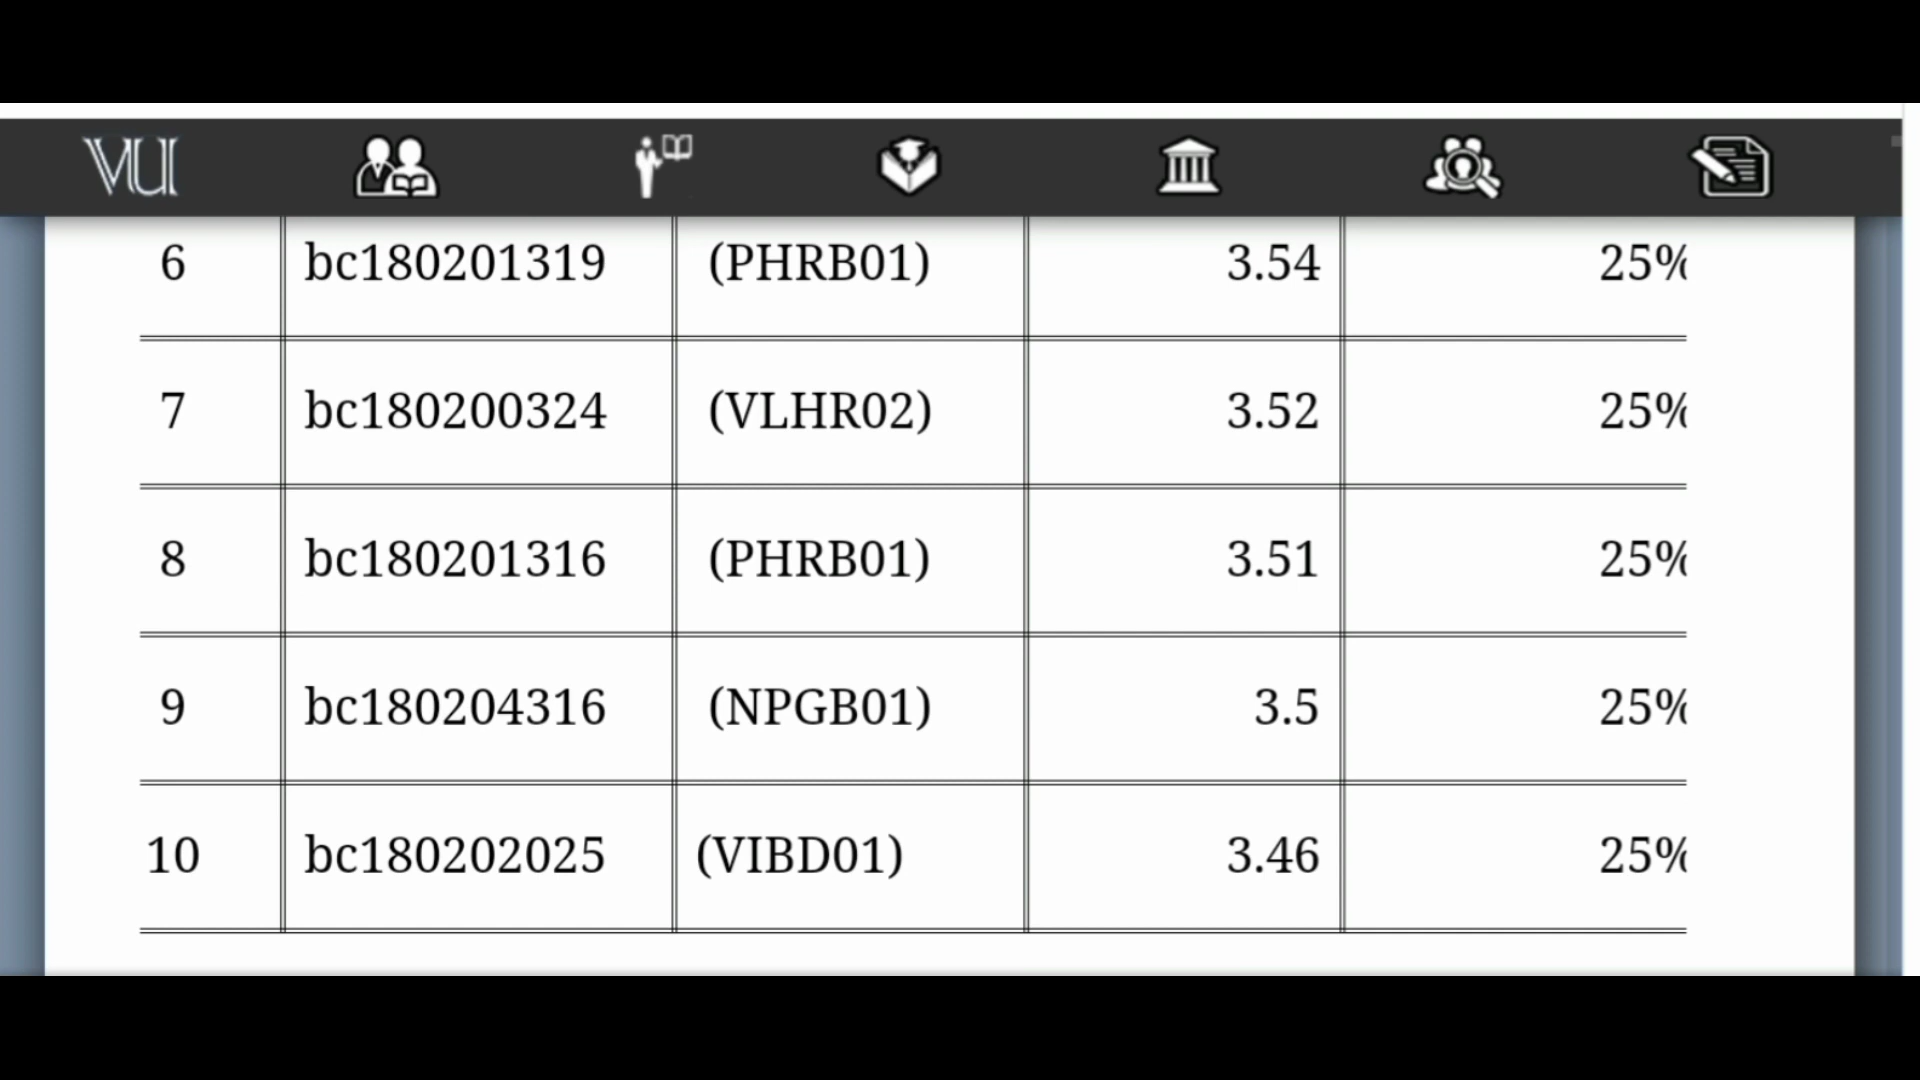 VU
6 bc180201319 (PHRB01) 3.54 25%
7 bc180200324 (VLHR02) 3.52 25%
8 bc180201316 (PHRB01) 3.51 25%
9 bc180204316 (NPGB01) 3.5 25%
10 bc180202025 (VIBD01) 3.46 25%